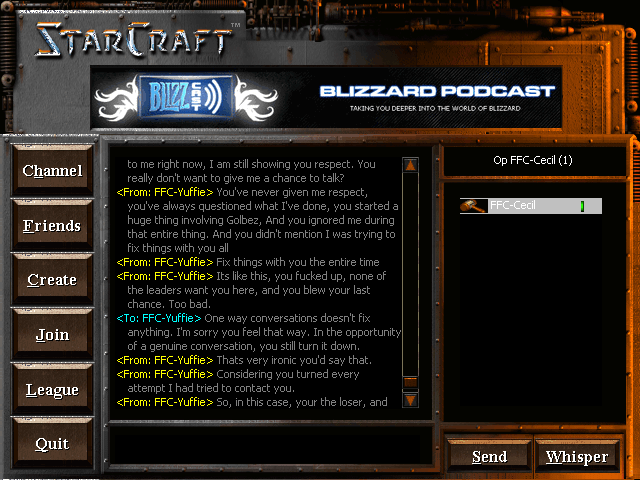 STARCRAFT™
BLIZZ CAST
BLIZZARD PODCAST
TAKING YOU DEEPER INTO THE WORLD OF BLIZZARD
Channel
Friends
Create
Join
League
Quit
to me right now, I am still showing you respect. You
really don't want to give me a chance to talk?
<From: FFC-Yuffie> You've never given me respect,
you've always questioned what I've done, you started a
huge thing involving Golbez, And you ignored me during
that entire thing. And you didn't mention I was trying to
fix things with you all
<From: FFC-Yuffie> Fix things with you the entire time
<From: FFC-Yuffie> Its like this, you fucked up, none of
the leaders want you here, and you blew your last
chance. Too bad.
<To: FFC-Yuffie> One way conversations doesn't fix
anything. I'm sorry you feel that way. In the opportunity
of a genuine conversation, you still turn it down.
<From: FFC-Yuffie> Thats very ironic you'd say that.
<From: FFC-Yuffie> Considering you turned every
attempt I had tried to contact you.
<From: FFC-Yuffie> So, in this case, your the loser, and
Op FFC-Cecil (1)
FFC-Cecil
Send
Whisper